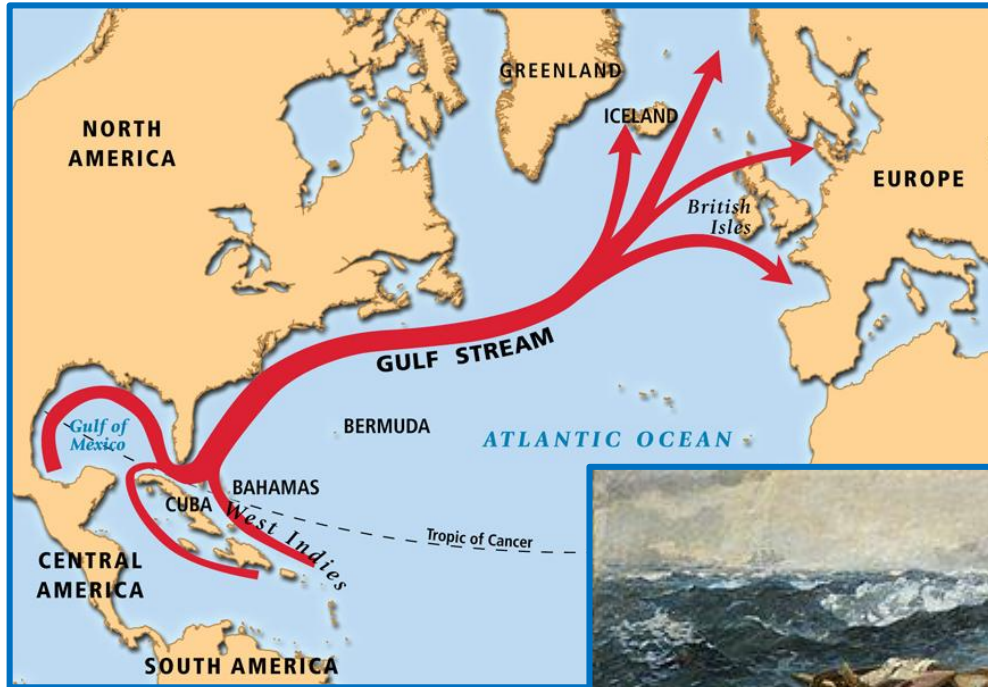 GREENLAND
ICELAND
NORTH
AMERICA
EUROPE
British
Isles
GULF STREAM
Gulf of
Mexico
BERMUDA
ATLANTIC OCEAN
BAHAMAS
CUBA
West Indies
Tropic of Cancer
CENTRAL
AMERICA
SOUTH AMERICA